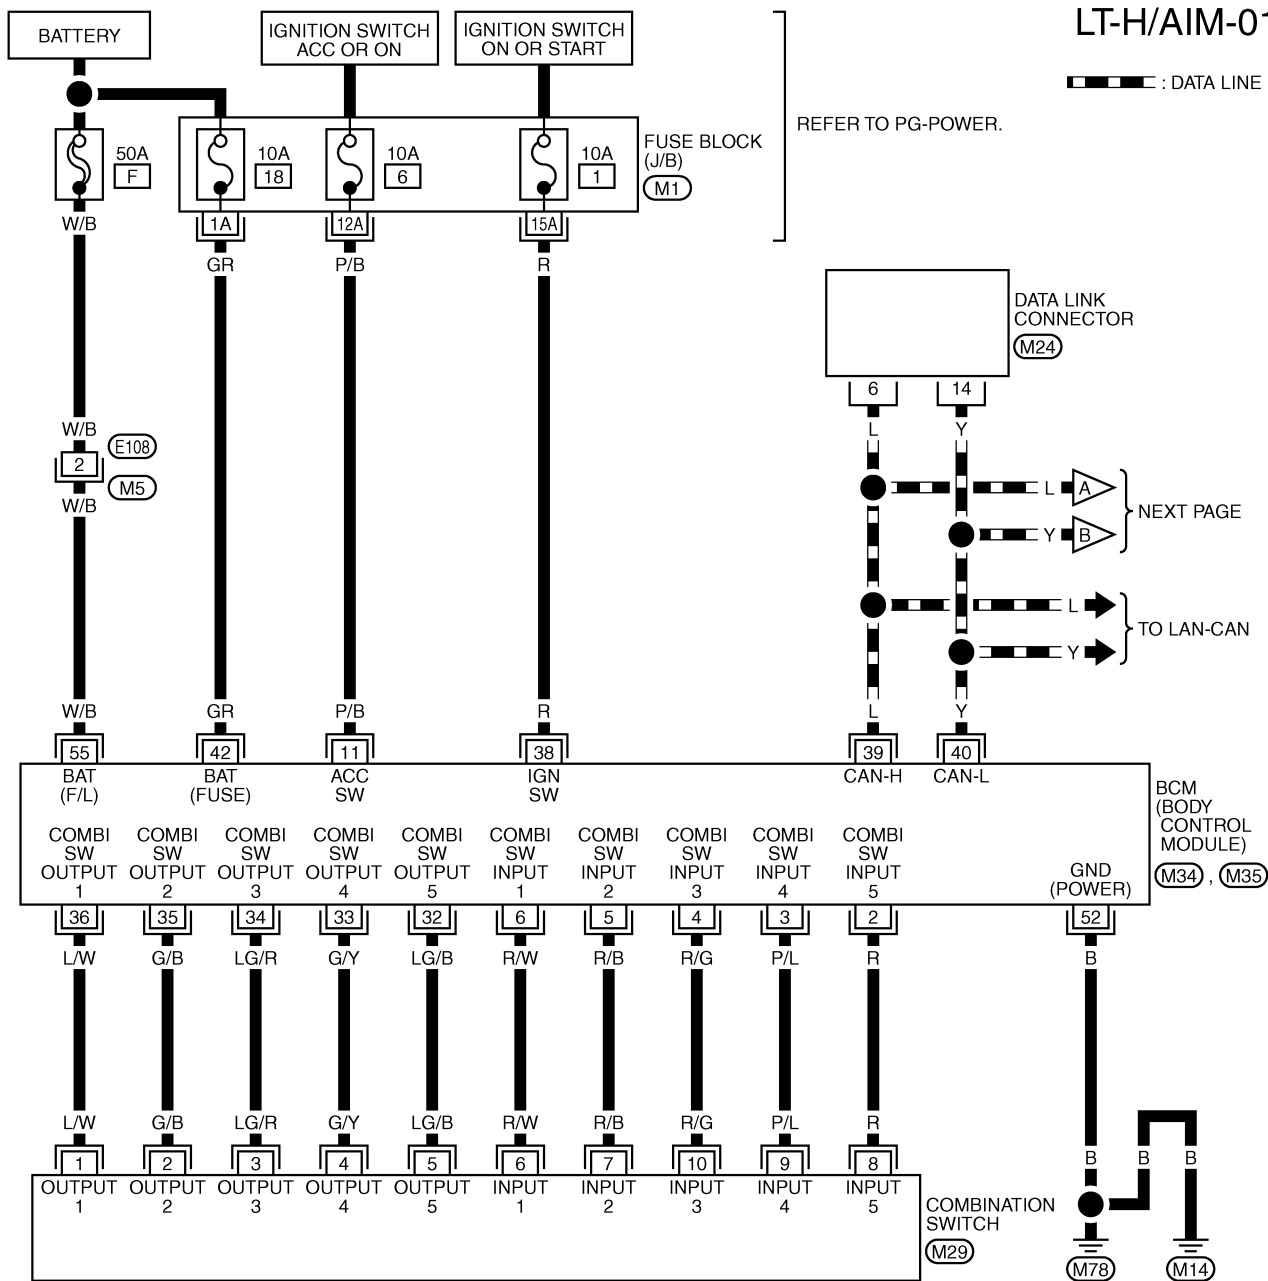 LT-H/AIM-01
: DATA LINE
BATTERY
IGNITION SWITCH
ACC OR ON
IGNITION SWITCH
ON OR START
REFER TO PG-POWER.
50A
F
10A
18
10A
6
10A
1
FUSE BLOCK
(J/B)
M1
1A
12A
15A
W/B
GR
P/B
R
DATA LINK
CONNECTOR
M24
6
14
L
Y
W/B
E108
2
M5
W/B
L
A
Y
B
NEXT PAGE
L
Y
TO LAN-CAN
W/B
GR
P/B
R
L
Y
55
42
11
38
39
40
BAT
(F/L)
BAT
(FUSE)
ACC
SW
IGN
SW
CAN-H
CAN-L
BCM
(BODY
CONTROL
MODULE)
M34 , M35
COMBI
SW
OUTPUT
1
COMBI
SW
OUTPUT
2
COMBI
SW
OUTPUT
3
COMBI
SW
OUTPUT
4
COMBI
SW
OUTPUT
5
COMBI
SW
INPUT
1
COMBI
SW
INPUT
2
COMBI
SW
INPUT
3
COMBI
SW
INPUT
4
COMBI
SW
INPUT
5
GND
(POWER)
36
35
34
33
32
6
5
4
3
2
52
L/W
G/B
LG/R
G/Y
LG/B
R/W
R/B
R/G
P/L
R
B
L/W
G/B
LG/R
G/Y
LG/B
R/W
R/B
R/G
P/L
R
B
B
B
1
2
3
4
5
6
7
10
9
8
OUTPUT
1
OUTPUT
2
OUTPUT
3
OUTPUT
4
OUTPUT
5
INPUT
1
INPUT
2
INPUT
3
INPUT
4
INPUT
5
COMBINATION
SWITCH
M29
M78
M14